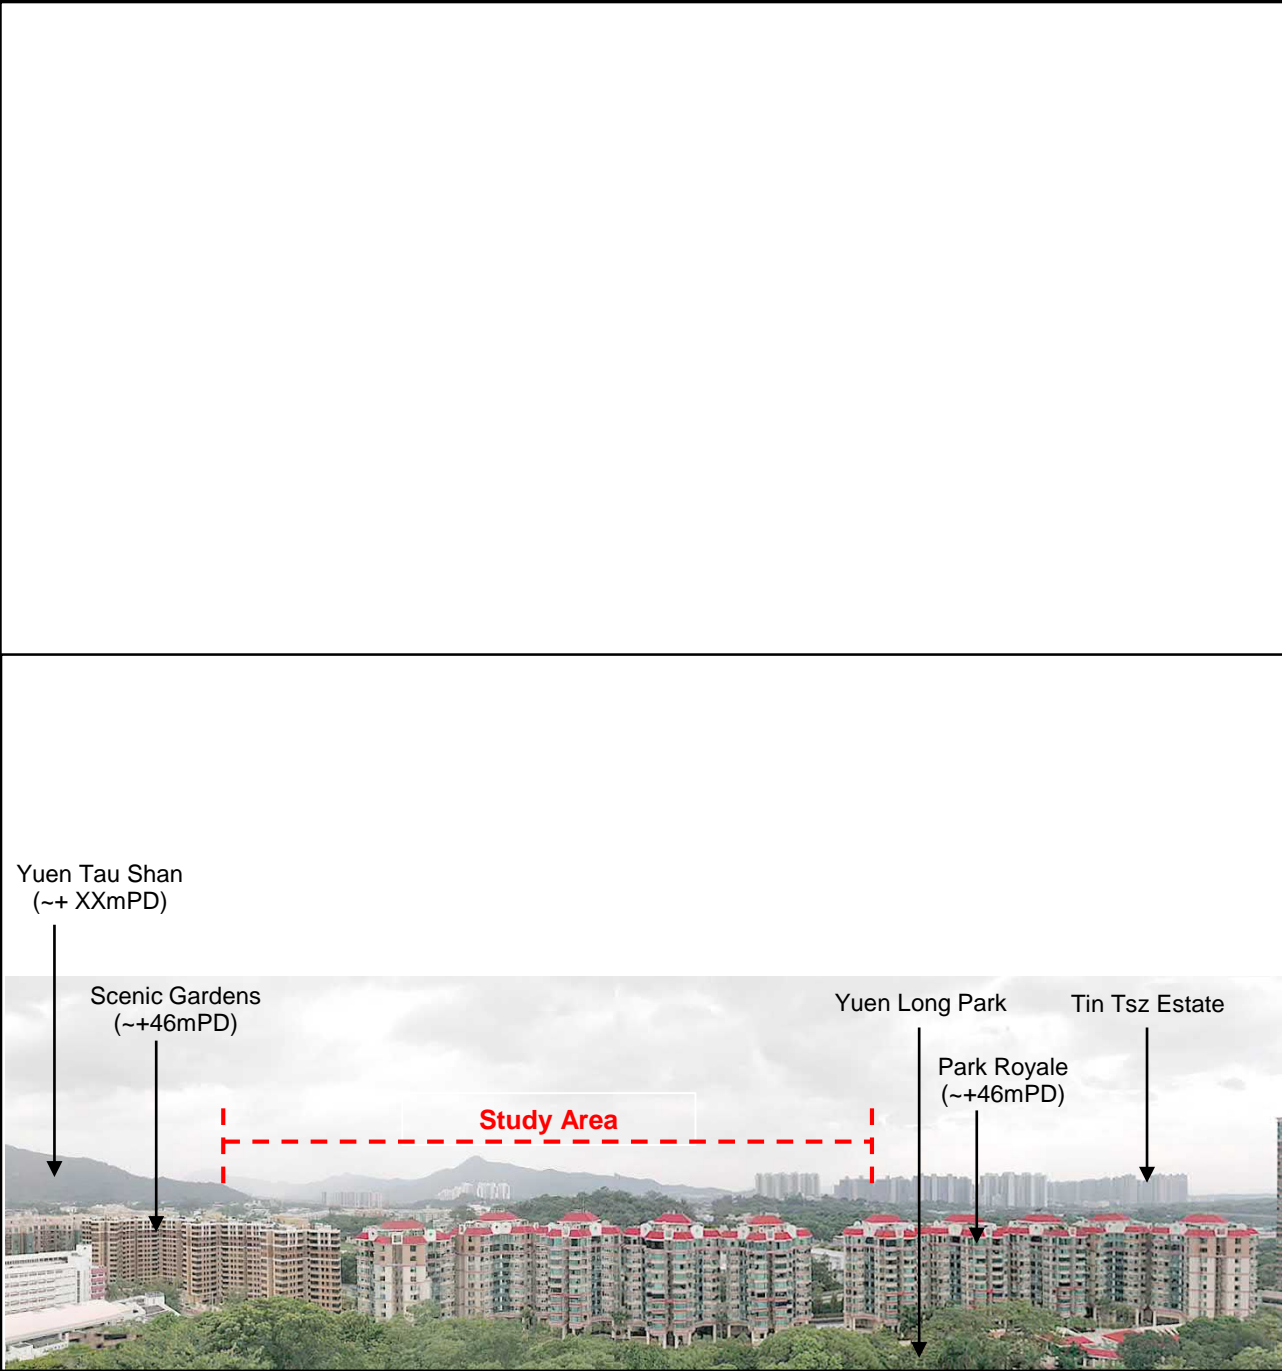 Yuen Tau Shan
(~+ XXmPD)
Scenic Gardens
(~+46mPD)
Study Area
Yuen Long Park
Park Royale
(~+46mPD)
Tin Tsz Estate